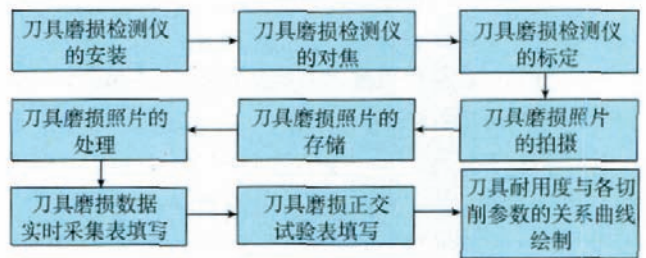 刀具磨损检测仪
的安装
刀具磨损检测仪
的对焦
刀具磨损检测仪
的标定
刀具磨损照片
的拍摄
刀具磨损照片的
存储
刀具磨损照片的
处理
刀具磨损数据
实时采集表填写
刀具磨损正交
试验表填写
刀具耐用度与各切
削参数的关系曲线
绘制